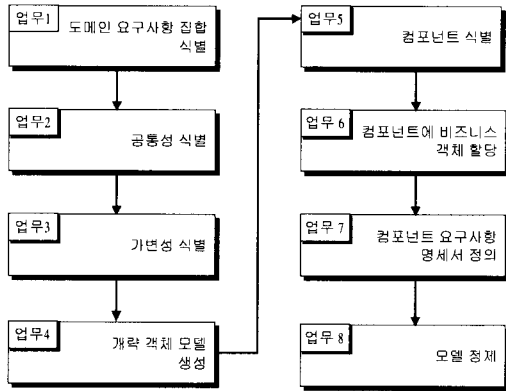 업무1
도메인 요구사항 집합
식별
업무2
공통성 식별
업무3
가변성 식별
업무4
개략 객체 모델
생성
업무5
컴포넌트 식별
업무 6
컴포넌트에 비즈니스
객체 할당
업무 7
컴포넌트 요구사항
명세서 정의
업무 8
모델 정제